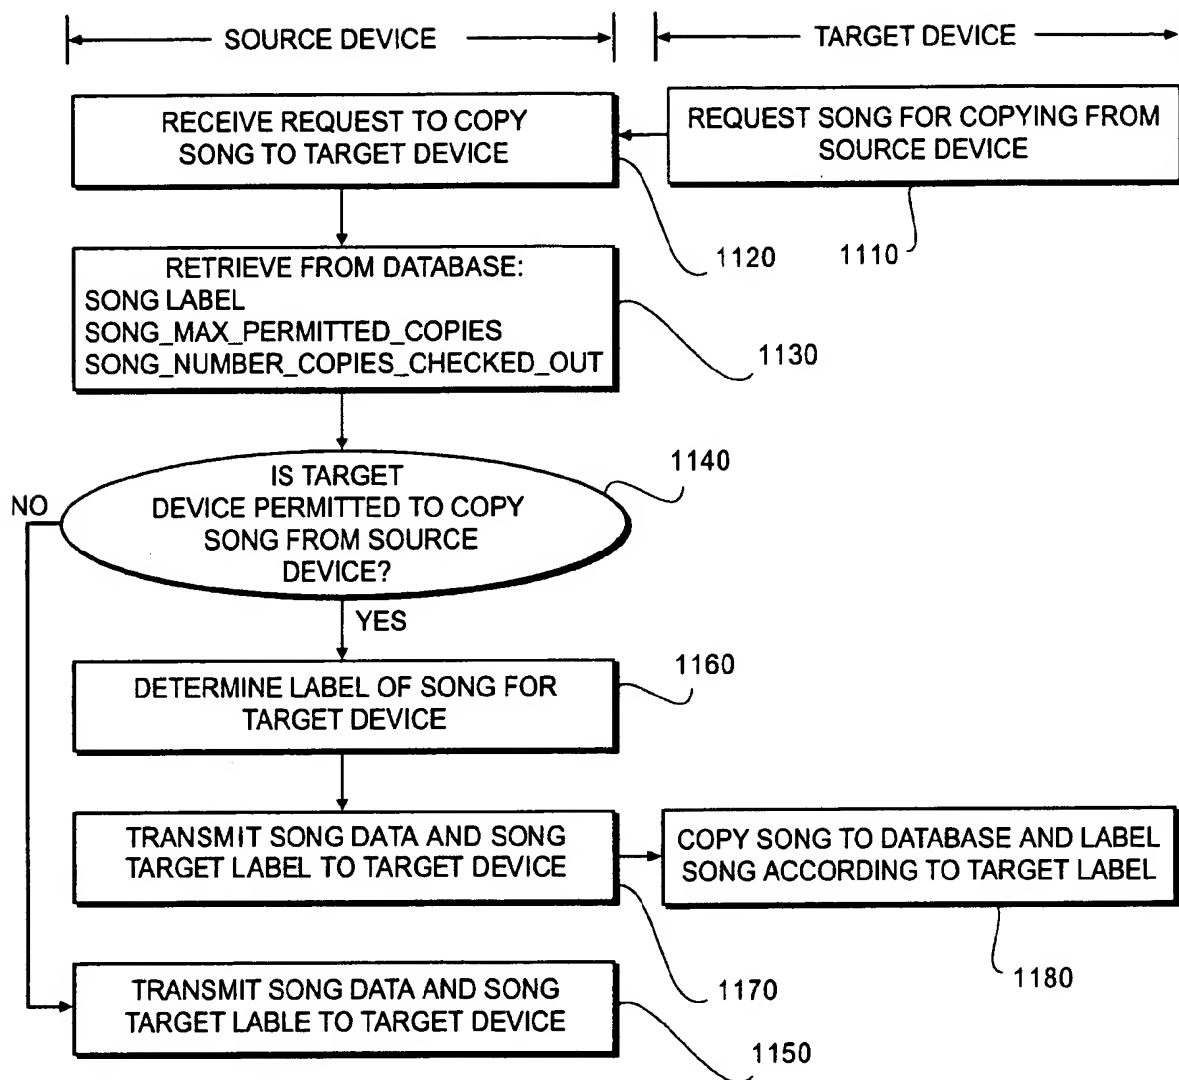 SOURCE DEVICE
TARGET DEVICE
RECEIVE REQUEST TO COPY
SONG TO TARGET DEVICE
REQUEST SONG FOR COPYING FROM
SOURCE DEVICE
1120
1110
RETRIEVE FROM DATABASE:
SONG LABEL
SONG_MAX_PERMITTED_COPIES
SONG_NUMBER_COPIES_CHECKED_OUT
1130
IS TARGET
DEVICE PERMITTED TO COPY
SONG FROM SOURCE
DEVICE?
1140
NO
YES
DETERMINE LABEL OF SONG FOR
TARGET DEVICE
1160
TRANSMIT SONG DATA AND SONG
TARGET LABEL TO TARGET DEVICE
COPY SONG TO DATABASE AND LABEL
SONG ACCORDING TO TARGET LABEL
1170
1180
TRANSMIT SONG DATA AND SONG
TARGET LABLE TO TARGET DEVICE
1150